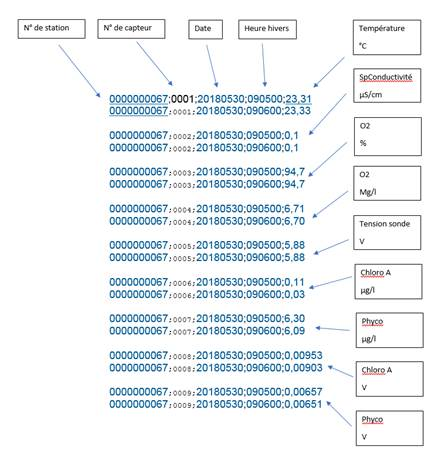 N° de station
N° de capteur
Date
Heure hivers
Température
°C
0000000067;0001;20180530;090500;23,31
0000000067;0001;20180530;090600;23,33
SpConductivité
µS/cm
0000000067;0002;20180530;090500;0,1
0000000067;0002;20180530;090600;0,1
O2
%
0000000067;0003;20180530;090500;94,7
0000000067;0003;20180530;090600;94,7
O2
Mg/l
0000000067;0004;20180530;090500;6,71
0000000067;0004;20180530;090600;6,70
Tension sonde
V
0000000067;0005;20180530;090500;5,88
0000000067;0005;20180530;090600;5,88
Chloro A
µg/l
0000000067;0006;20180530;090500;0,11
0000000067;0006;20180530;090600;0,03
Phyco
µg/l
0000000067;0007;20180530;090500;6,30
0000000067;0007;20180530;090600;6,09
Chloro A
V
0000000067;0008;20180530;090500;0,00953
0000000067;0008;20180530;090600;0,00903
Phyco
V
0000000067;0009;20180530;090500;0,00657
0000000067;0009;20180530;090600;0,00651